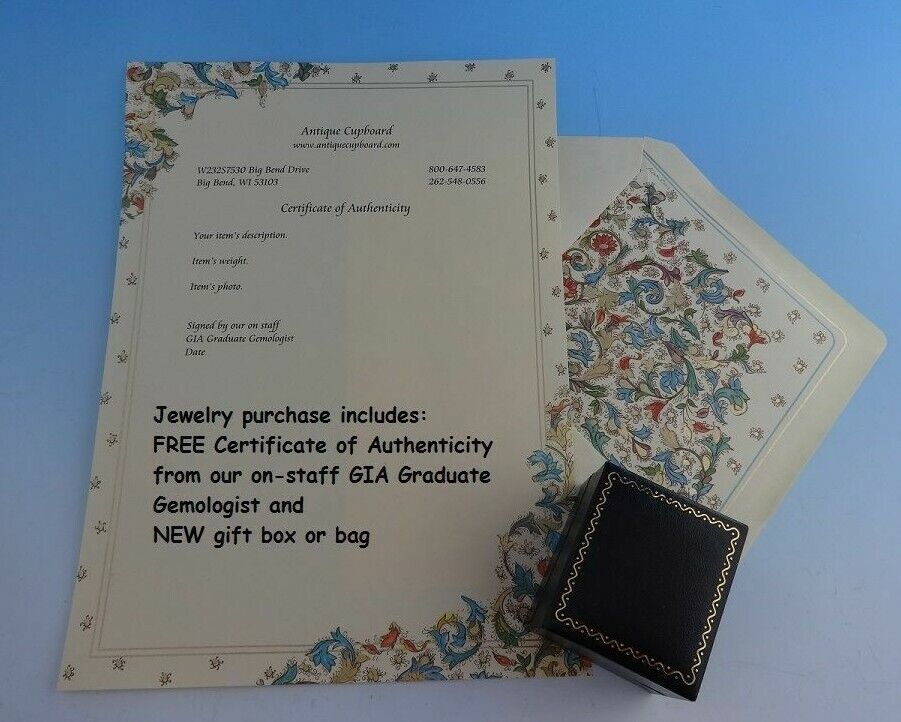 Antique Cupboard
www.antiquecupboard.com
W232S7530 Big Bend Drive 800-647-4583
Big Bend, WI 53103 262-548-0556
Certificate of Authenticity
Your item's description.
Item's weight.
Item's photo.
Signed by our on staff
GIA Graduate Gemologist
Date
Jewelry purchase includes:
FREE Certificate of Authenticity
from our on-staff GIA Graduate
Gemologist and
NEW gift box or bag